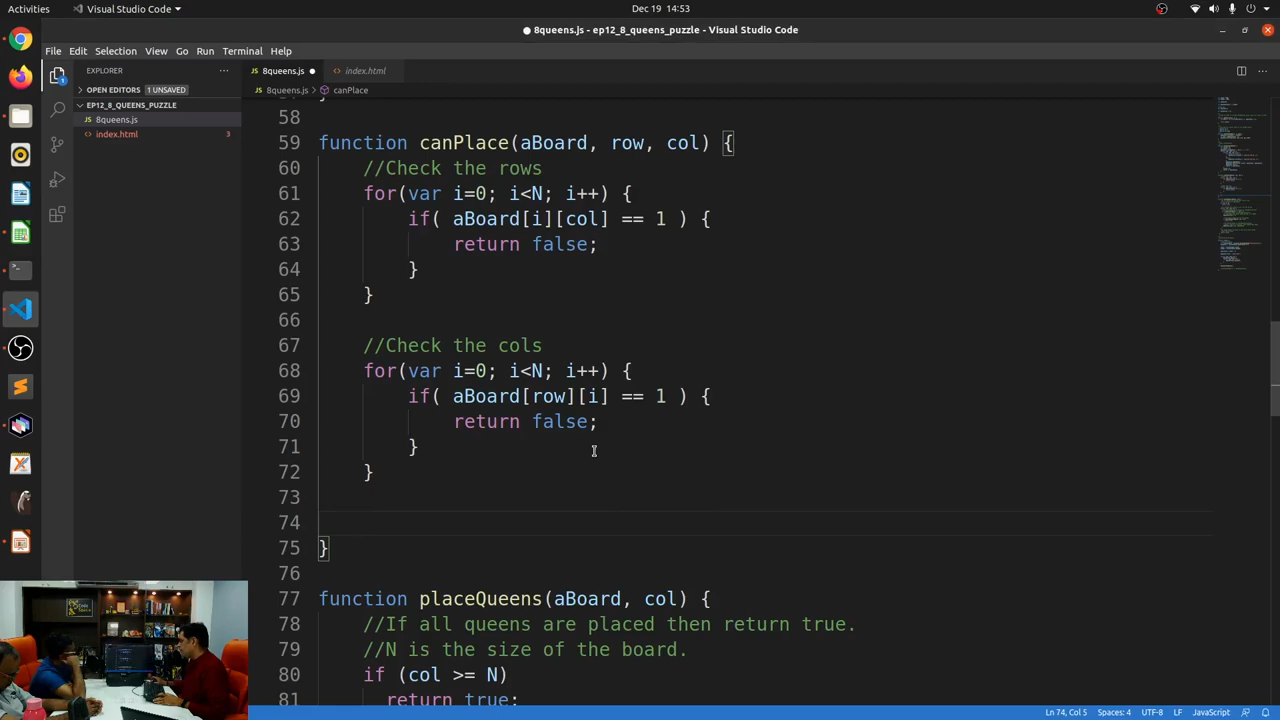 Activities
Visual Studio Code
Dec 19 14:53
8queens.js - ep12_8_queens_puzzle - Visual Studio Code
File Edit Selection View Go Run Terminal Help
EXPLORER
8queens.js
index.html
OPEN EDITORS 1 UNSAVED
8queens.js > canPlace
EP12_8_QUEENS_PUZZLE
8queens.js
index.html 3
58
59 function canPlace(aBoard, row, col) {
60 //Check the rows
61 for(var i=0; i<N; i++) {
62 if( aBoard[i][col] == 1 ) {
63 return false;
64 }
65 }
66
67 //Check the cols
68 for(var i=0; i<N; i++) {
69 if( aBoard[row][i] == 1 ) {
70 return false;
71 }
72 }
73
74
75 }
76
77 function placeQueens(aBoard, col) {
78 //If all queens are placed then return true.
79 //N is the size of the board.
80 if (col >= N)
81 return true;
Ln 74, Col 5 Spaces: 4 UTF-8 LF JavaScript